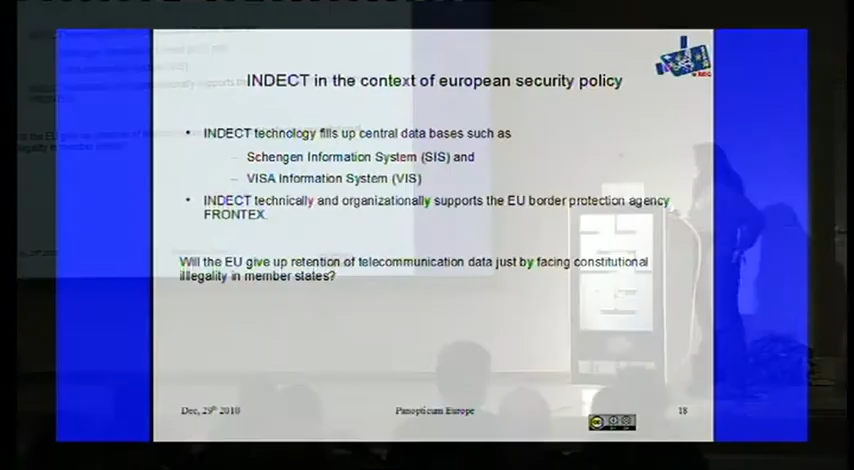 INDECT in the context of european security policy
INDECT technology fills up central data bases such as
Schengen Information System (SIS) and
VISA Information System (VIS)
INDECT technically and organizationally supports the EU border protection agency
FRONTEX.
Will the EU give up retention of telecommunication data just by facing constitutional
illegality in member states?
Dec, 29th 2010
Panopticum Europe
18